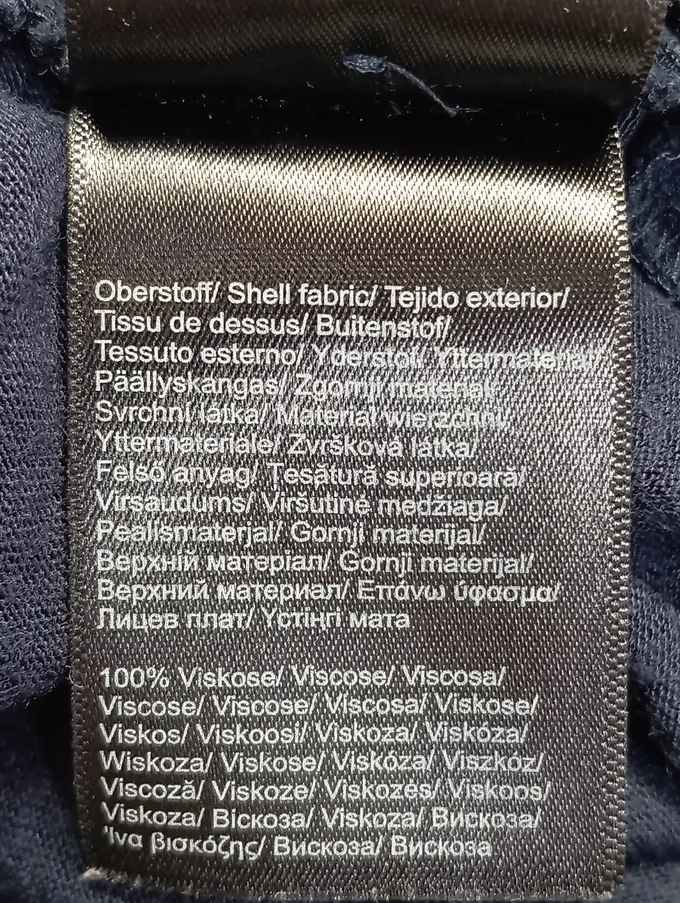 Oberstoff/ Shell fabric/ Tejido exterior/
Tissu de dessus/ Buitenstof/
Tessuto esterno/ Yderstof/ Yttermaterial/
Päällyskangas/ Zgornji material/
Svrchní látka/ Materiał wierzchni/
Yttermateriale/ Zvršková látka/
Felső anyag/ Țesătură superioară/
Virsaudums/ Viršutinė medžiaga/
Pealismaterjal/ Gornji materijal/
Верхній матеріал/ Gornji materijal/
Верхний материал/ Επάνω ύφασμα/
Лицев плат/ Үстіңгі мата
100% Viskose/ Viscose/ Viscosa/
Viscose/ Viscose/ Viscosa/ Viskose/
Viskos/ Viskoosi/ Viskoza/ Viskóza/
Wiskoza/ Viskose/ Viskóza/ Viszkóz/
Viscoză/ Viskoze/ Viskozės/ Viskoos/
Viskoza/ Віскоза/ Viskoza/ Вискоза/
Ίνα βισκόζης/ Вискоза/ Вискоза